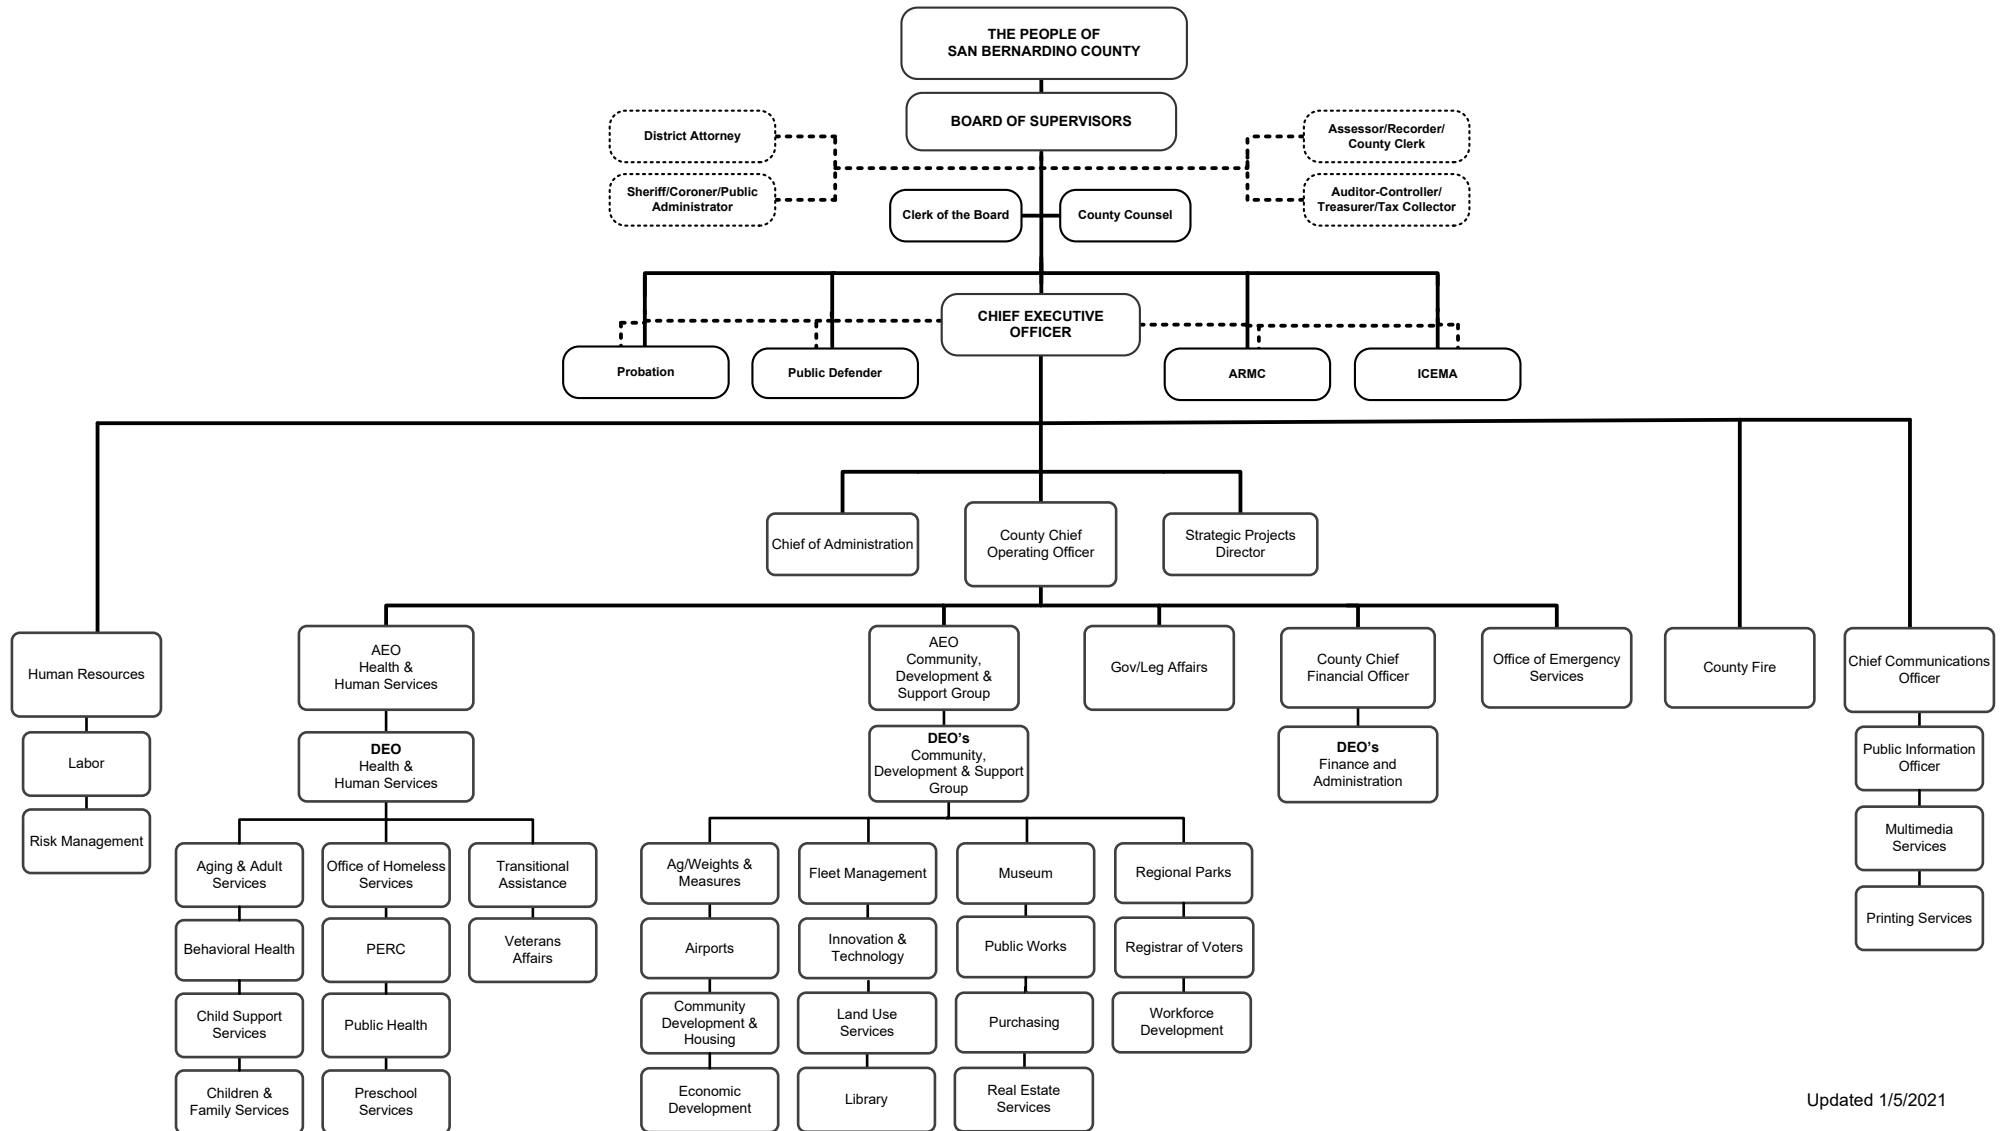 THE PEOPLE OF
SAN BERNARDINO COUNTY
BOARD OF SUPERVISORS
District Attorney
Sheriff/Coroner/Public
Administrator
Assessor/Recorder/
County Clerk
Auditor-Controller/
Treasurer/Tax Collector
Clerk of the Board
County Counsel
CHIEF EXECUTIVE
OFFICER
Probation
Public Defender
ARMC
ICEMA
Chief of Administration
County Chief
Operating Officer
Strategic Projects
Director
Human Resources
Labor
Risk Management
AEO
Health &
Human Services
DEO
Health &
Human Services
Aging & Adult
Services
Behavioral Health
Child Support
Services
Children &
Family Services
Office of Homeless
Services
PERC
Public Health
Preschool
Services
Transitional
Assistance
Veterans
Affairs
AEO
Community,
Development &
Support Group
DEO’s
Community,
Development & Support
Group
Ag/Weights &
Measures
Airports
Community
Development &
Housing
Economic
Development
Fleet Management
Innovation &
Technology
Land Use
Services
Library
Museum
Public Works
Purchasing
Real Estate
Services
Regional Parks
Registrar of Voters
Workforce
Development
Gov/Leg Affairs
County Chief
Financial Officer
DEO’s
Finance and
Administration
Office of Emergency
Services
County Fire
Chief Communications
Officer
Public Information
Officer
Multimedia
Services
Printing Services
Updated 1/5/2021